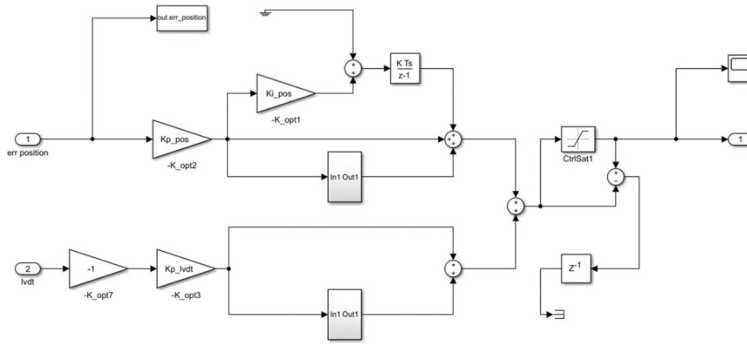 out.err_position
Ki_pos
-K_opt1
+
+
K Ts
z-1
1
err position
Kp_pos
-K_opt2
In1 Out1
+
+
+
CtrlSat1
1
+
-
+
+
2
lvdt
-1
-K_opt7
Kp_lvdt
-K_opt3
+
+
In1 Out1
Z-1